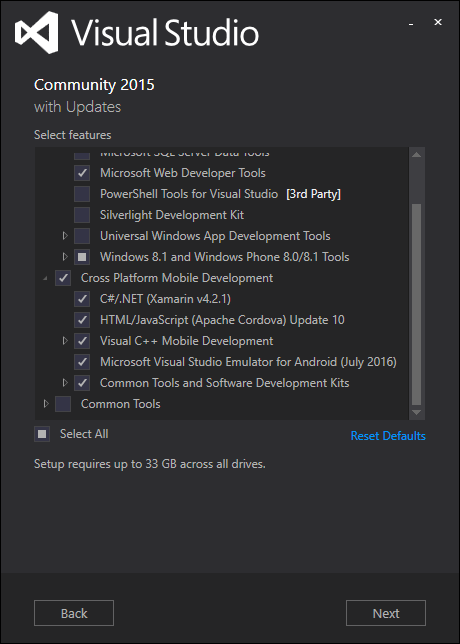 Visual Studio
Community 2015
with Updates
Select features
Microsoft SQL Server Data Tools
Microsoft Web Developer Tools
PowerShell Tools for Visual Studio [3rd Party]
Silverlight Development Kit
Universal Windows App Development Tools
Windows 8.1 and Windows Phone 8.0/8.1 Tools
Cross Platform Mobile Development
C#/.NET (Xamarin v4.2.1)
HTML/JavaScript (Apache Cordova) Update 10
Visual C++ Mobile Development
Microsoft Visual Studio Emulator for Android (July 2016)
Common Tools and Software Development Kits
Common Tools
Select All
Reset Defaults
Setup requires up to 33 GB across all drives.
Back
Next